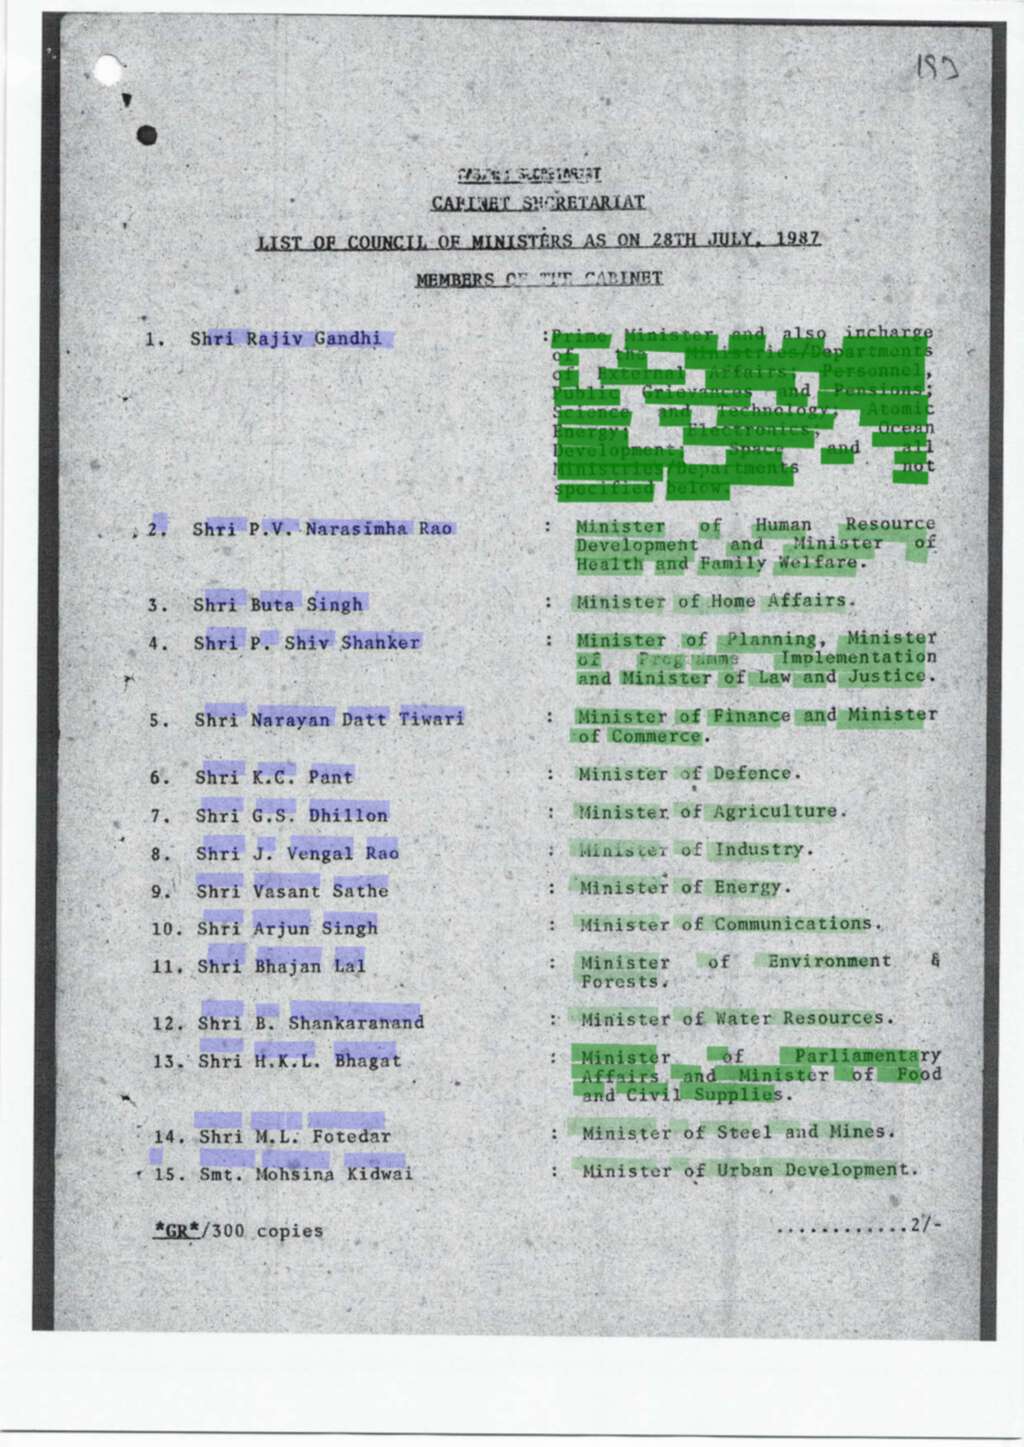 193
CABINET SECRETARIAT
CABINET SECRETARIAT
LIST OF COUNCIL OF MINISTERS AS ON 28TH JULY, 1987
MEMBERS OF THE CABINET
1. Shri Rajiv Gandhi :Prime Minister and also incharge
of the Ministries/Departments
of External Affairs; Personnel,
Public Grievances and Pensions;
Science and Technology; Atomic
Energy; Electronics, Ocean
Development; Space and all
Ministries/Departments not
specified below.
2. Shri P.V. Narasimha Rao : Minister of Human Resource
Development and Minister of
Health and Family Welfare.
3. Shri Buta Singh : Minister of Home Affairs.
4. Shri P. Shiv Shanker : Minister of Planning, Minister
of Programme Implementation
and Minister of Law and Justice.
5. Shri Narayan Datt Tiwari : Minister of Finance and Minister
of Commerce.
6. Shri K.C. Pant : Minister of Defence.
7. Shri G.S. Dhillon : Minister of Agriculture.
8. Shri J. Vengal Rao : Minister of Industry.
9. Shri Vasant Sathe : Minister of Energy.
10. Shri Arjun Singh : Minister of Communications.
11. Shri Bhajan Lal : Minister of Environment &
Forests.
12. Shri B. Shankaranand : Minister of Water Resources.
13. Shri H.K.L. Bhagat : Minister of Parliamentary
Affairs and Minister of Food
and Civil Supplies.
14. Shri M.L. Fotedar : Minister of Steel and Mines.
15. Smt. Mohsina Kidwai : Minister of Urban Development.
*GR*/300 copies ............2/-